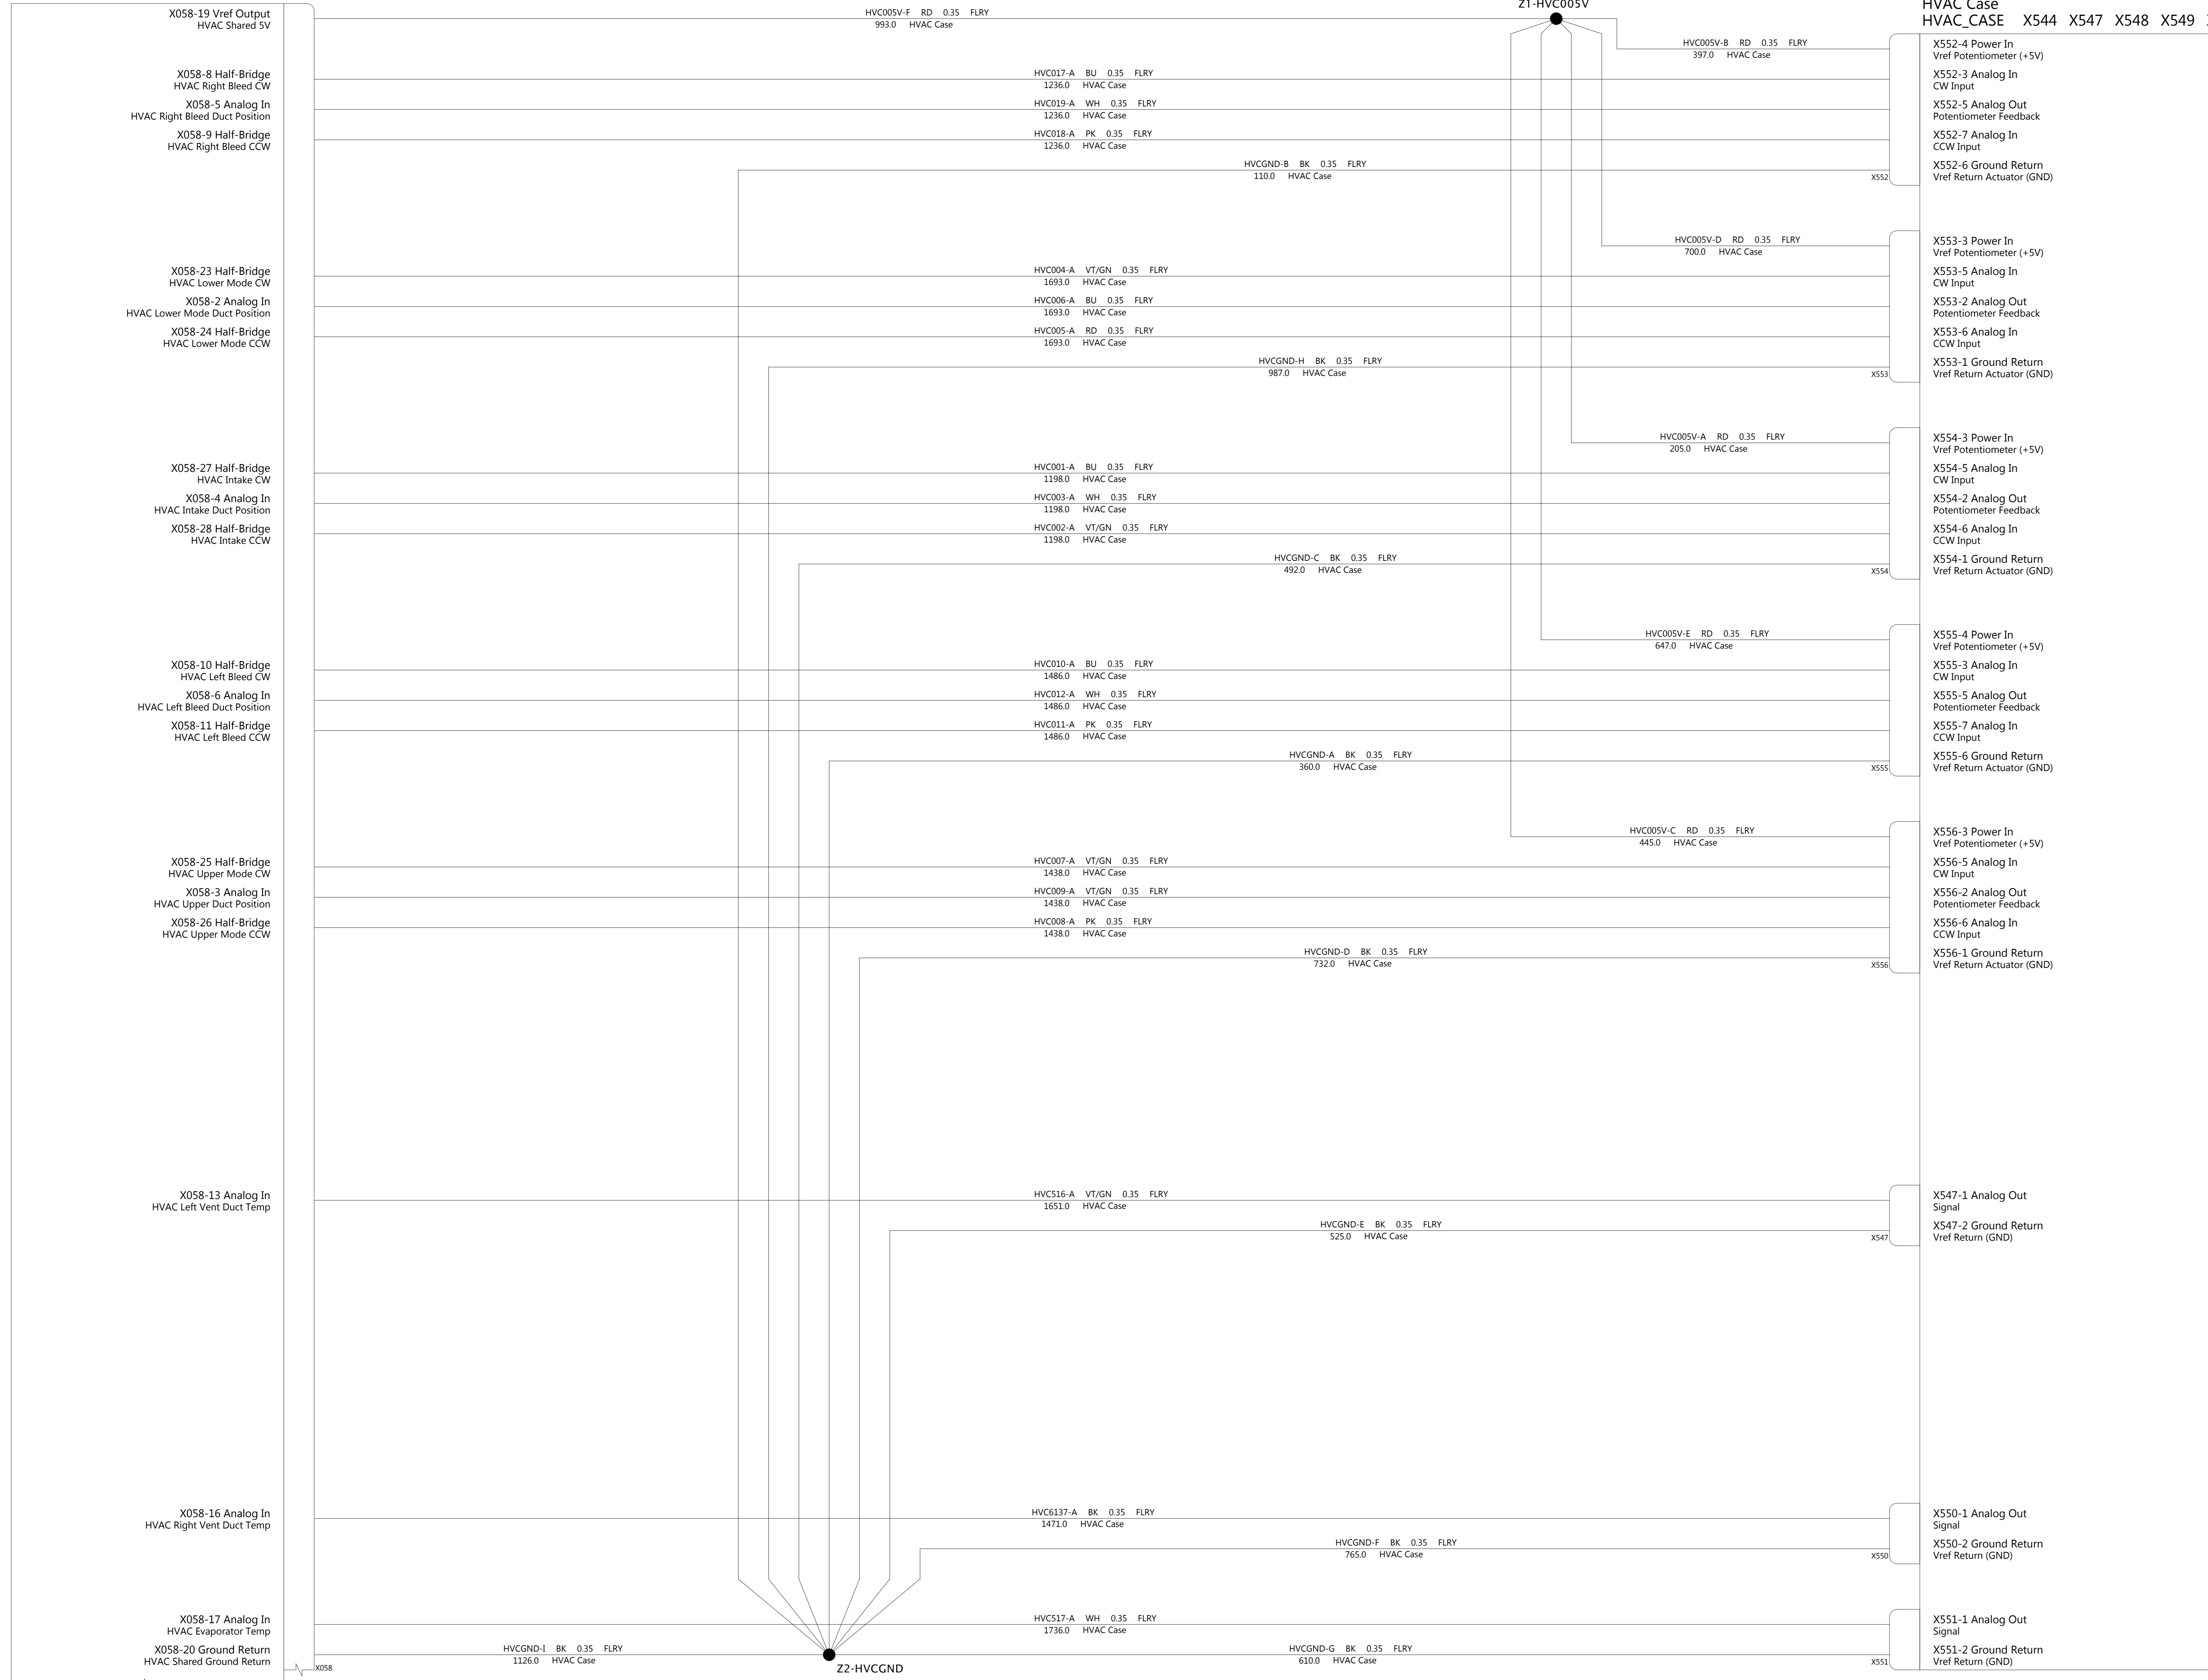 Z1-HVC005V
HVAC Case
HVAC_CASE X544 X547 X548 X549
X058-19 Vref Output
HVAC Shared 5V
HVC005V-F RD 0.35 FLRY
993.0 HVAC Case
HVC005V-B RD 0.35 FLRY
397.0 HVAC Case
X552-4 Power In
Vref Potentiometer (+5V)
X058-8 Half-Bridge
HVAC Right Bleed CW
HVC017-A BU 0.35 FLRY
1236.0 HVAC Case
X552-3 Analog In
CW Input
X058-5 Analog In
HVAC Right Bleed Duct Position
HVC019-A WH 0.35 FLRY
1236.0 HVAC Case
X552-5 Analog Out
Potentiometer Feedback
X058-9 Half-Bridge
HVAC Right Bleed CCW
HVC018-A PK 0.35 FLRY
1236.0 HVAC Case
X552-7 Analog In
CCW Input
HVCGND-B BK 0.35 FLRY
110.0 HVAC Case
X552
X552-6 Ground Return
Vref Return Actuator (GND)
HVC005V-D RD 0.35 FLRY
700.0 HVAC Case
X553-3 Power In
Vref Potentiometer (+5V)
X058-23 Half-Bridge
HVAC Lower Mode CW
HVC004-A VT/GN 0.35 FLRY
1693.0 HVAC Case
X553-5 Analog In
CW Input
X058-2 Analog In
HVAC Lower Mode Duct Position
HVC006-A BU 0.35 FLRY
1693.0 HVAC Case
X553-2 Analog Out
Potentiometer Feedback
X058-24 Half-Bridge
HVAC Lower Mode CCW
HVC005-A RD 0.35 FLRY
1693.0 HVAC Case
X553-6 Analog In
CCW Input
HVCGND-H BK 0.35 FLRY
987.0 HVAC Case
X553
X553-1 Ground Return
Vref Return Actuator (GND)
HVC005V-A RD 0.35 FLRY
205.0 HVAC Case
X554-3 Power In
Vref Potentiometer (+5V)
X058-27 Half-Bridge
HVAC Intake CW
HVC001-A BU 0.35 FLRY
1198.0 HVAC Case
X554-5 Analog In
CW Input
X058-4 Analog In
HVAC Intake Duct Position
HVC003-A WH 0.35 FLRY
1198.0 HVAC Case
X554-2 Analog Out
Potentiometer Feedback
X058-28 Half-Bridge
HVAC Intake CCW
HVC002-A VT/GN 0.35 FLRY
1198.0 HVAC Case
X554-6 Analog In
CCW Input
HVCGND-C BK 0.35 FLRY
492.0 HVAC Case
X554
X554-1 Ground Return
Vref Return Actuator (GND)
HVC005V-E RD 0.35 FLRY
647.0 HVAC Case
X555-4 Power In
Vref Potentiometer (+5V)
X058-10 Half-Bridge
HVAC Left Bleed CW
HVC010-A BU 0.35 FLRY
1486.0 HVAC Case
X555-3 Analog In
CW Input
X058-6 Analog In
HVAC Left Bleed Duct Position
HVC012-A WH 0.35 FLRY
1486.0 HVAC Case
X555-5 Analog Out
Potentiometer Feedback
X058-11 Half-Bridge
HVAC Left Bleed CCW
HVC011-A PK 0.35 FLRY
1486.0 HVAC Case
X555-7 Analog In
CCW Input
HVCGND-A BK 0.35 FLRY
360.0 HVAC Case
X555
X555-6 Ground Return
Vref Return Actuator (GND)
HVC005V-C RD 0.35 FLRY
445.0 HVAC Case
X556-3 Power In
Vref Potentiometer (+5V)
X058-25 Half-Bridge
HVAC Upper Mode CW
HVC007-A VT/GN 0.35 FLRY
1438.0 HVAC Case
X556-5 Analog In
CW Input
X058-3 Analog In
HVAC Upper Duct Position
HVC009-A VT/GN 0.35 FLRY
1438.0 HVAC Case
X556-2 Analog Out
Potentiometer Feedback
X058-26 Half-Bridge
HVAC Upper Mode CCW
HVC008-A PK 0.35 FLRY
1438.0 HVAC Case
X556-6 Analog In
CCW Input
HVCGND-D BK 0.35 FLRY
732.0 HVAC Case
X556
X556-1 Ground Return
Vref Return Actuator (GND)
X058-13 Analog In
HVAC Left Vent Duct Temp
HVC516-A VT/GN 0.35 FLRY
1651.0 HVAC Case
X547-1 Analog Out
Signal
HVCGND-E BK 0.35 FLRY
525.0 HVAC Case
X547
X547-2 Ground Return
Vref Return (GND)
X058-16 Analog In
HVAC Right Vent Duct Temp
HVC6137-A BK 0.35 FLRY
1471.0 HVAC Case
X550-1 Analog Out
Signal
HVCGND-F BK 0.35 FLRY
765.0 HVAC Case
X550
X550-2 Ground Return
Vref Return (GND)
X058-17 Analog In
HVAC Evaporator Temp
HVC517-A WH 0.35 FLRY
1736.0 HVAC Case
X551-1 Analog Out
Signal
X058-20 Ground Return
HVAC Shared Ground Return
X058
HVCGND-I BK 0.35 FLRY
1126.0 HVAC Case
Z2-HVCGND
HVCGND-G BK 0.35 FLRY
610.0 HVAC Case
X551
X551-2 Ground Return
Vref Return (GND)